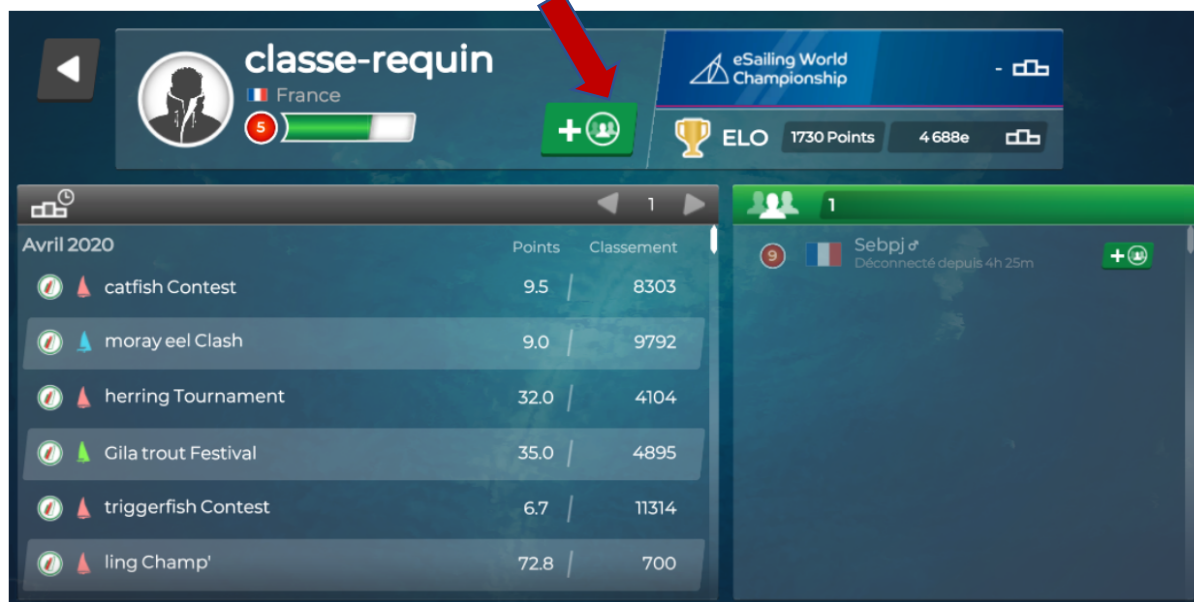 classe-requin
France
5
eSailing World
Championship
-
ELO 1730 Points 4 688e
1
Avril 2020 Points Classement
catfish Contest 9.5 8303
moray eel Clash 9.0 9792
herring Tournament 32.0 4104
Gila trout Festival 35.0 4895
triggerfish Contest 6.7 11314
ling Champ' 72.8 700
1
9 Sebpj ♂
Déconnecté depuis 4h 25m